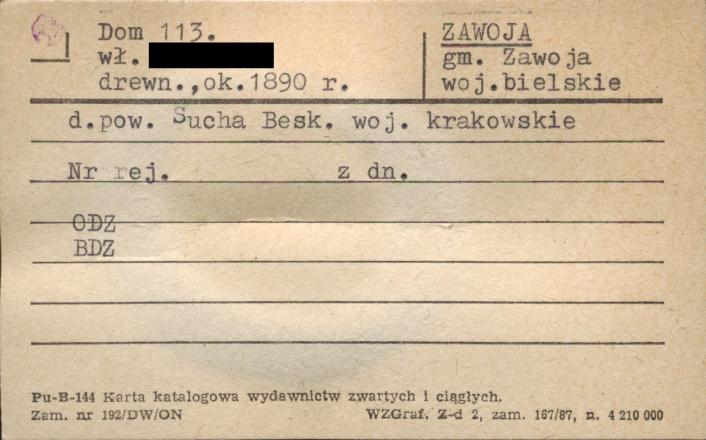 Dom 113.
wł.
drewn.,ok.1890 r.
ZAWOJA
gm. Zawoja
woj.bielskie
d.pow. Sucha Besk. woj. krakowskie
Nr rej. z dn.
ODZ
BDZ
Pu-B-144 Karta katalogowa wydawnictw zwartych i ciągłych.
Zam. nr 192/DW/ON
WZGraf. Z-d 2, zam. 167/87, n. 4 210 000